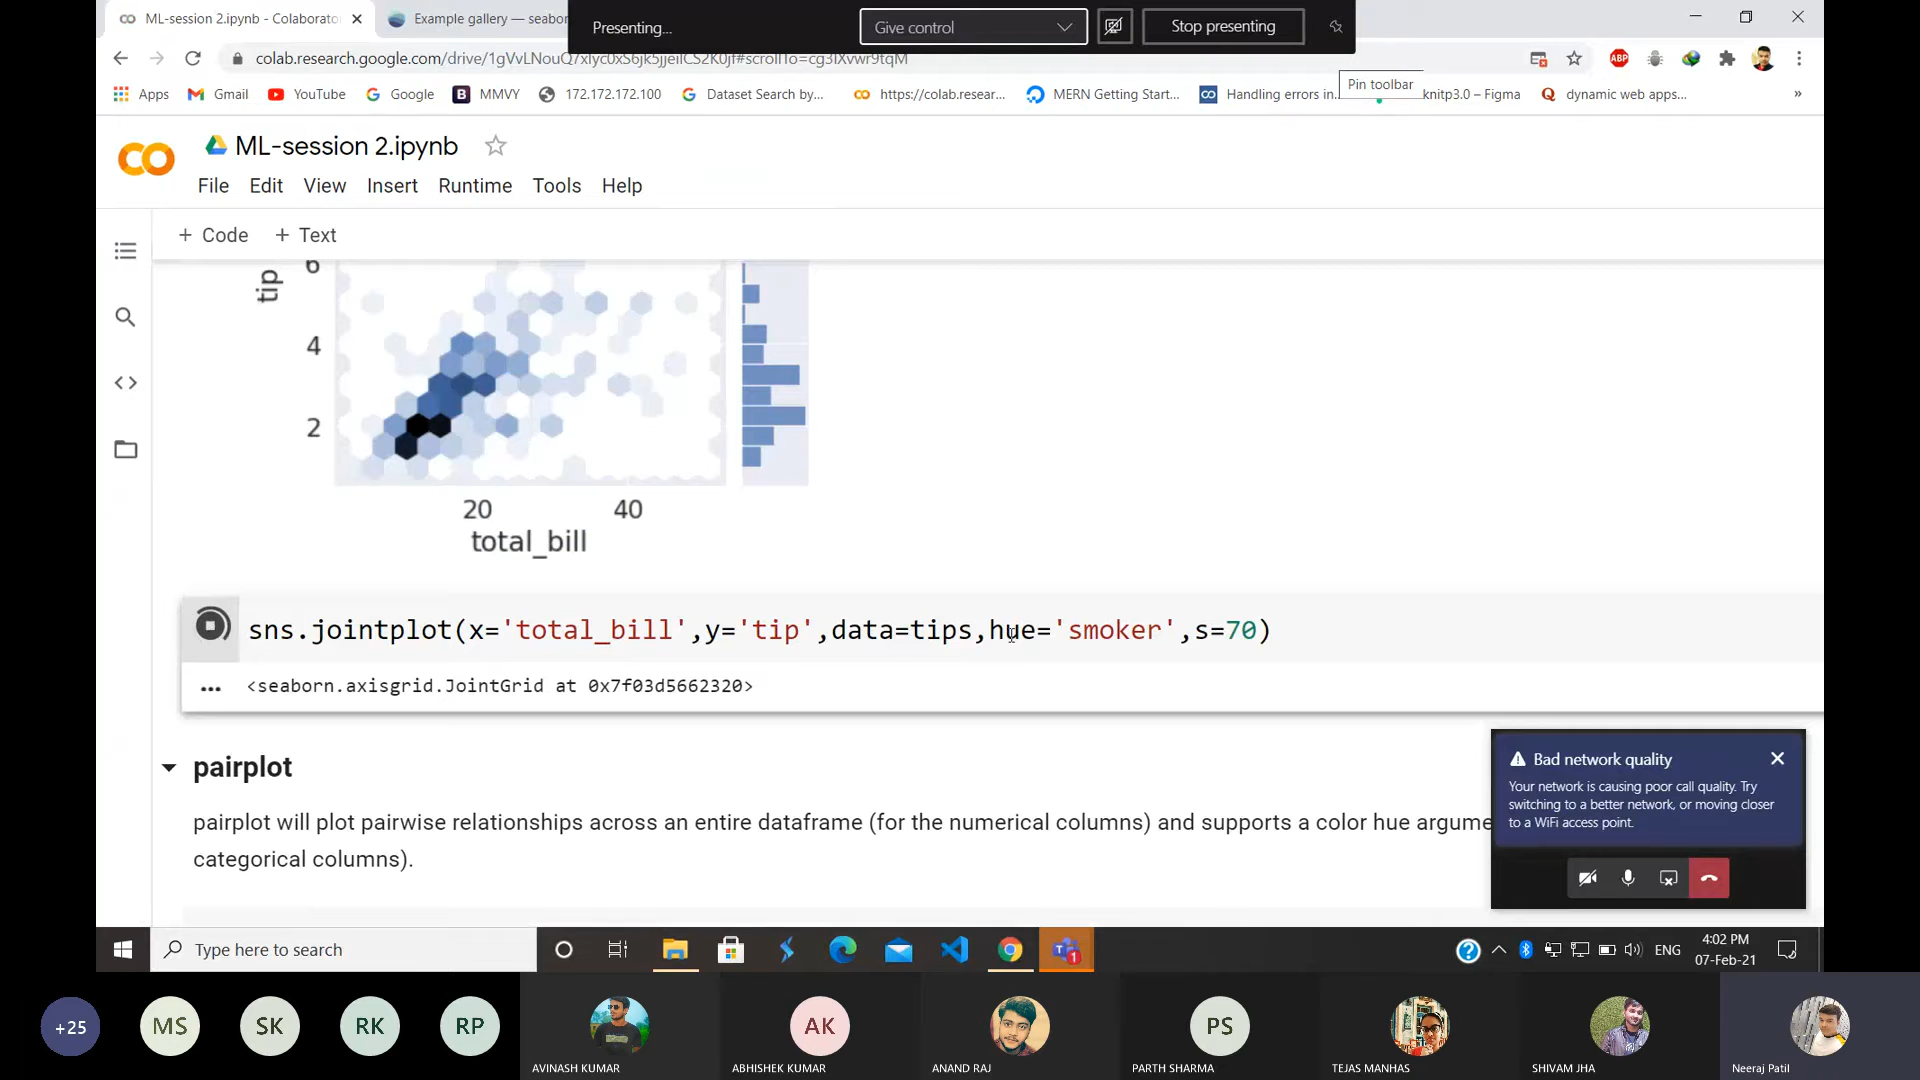 ML-session 2.ipynb - Colaborato
Example gallery — seabor
Presenting...
Give control
Stop presenting
colab.research.google.com/drive/
Pin toolbar
Apps
Gmail
YouTube
Google
MMVY
172.172.172.100
Dataset Search by...
https://colab.resear...
MERN Getting Start...
Handling errors in...
knitp3.0 – Figma
dynamic web apps...
»
ML-session 2.ipynb
File Edit View Insert Runtime Tools Help
+ Code + Text
tip
6
4
2
20 40
total_bill
sns.jointplot(x='total_bill',y='tip',data=tips,hue='smoker',s=70)
... <seaborn.axisgrid.JointGrid at 0x7f03d5662320>
pairplot
pairplot will plot pairwise relationships across an entire dataframe (for the numerical columns) and supports a color hue argume
categorical columns).
Bad network quality
Your network is causing poor call quality. Try
switching to a better network, or moving closer
to a WiFi access point.
Type here to search
1
ENG
4:02 PM
07-Feb-21
+25
MS
SK
RK
RP
AVINASH KUMAR
AK
ABHISHEK KUMAR
ANAND RAJ
PS
PARTH SHARMA
TEJAS MANHAS
SHIVAM JHA
Neeraj Patil